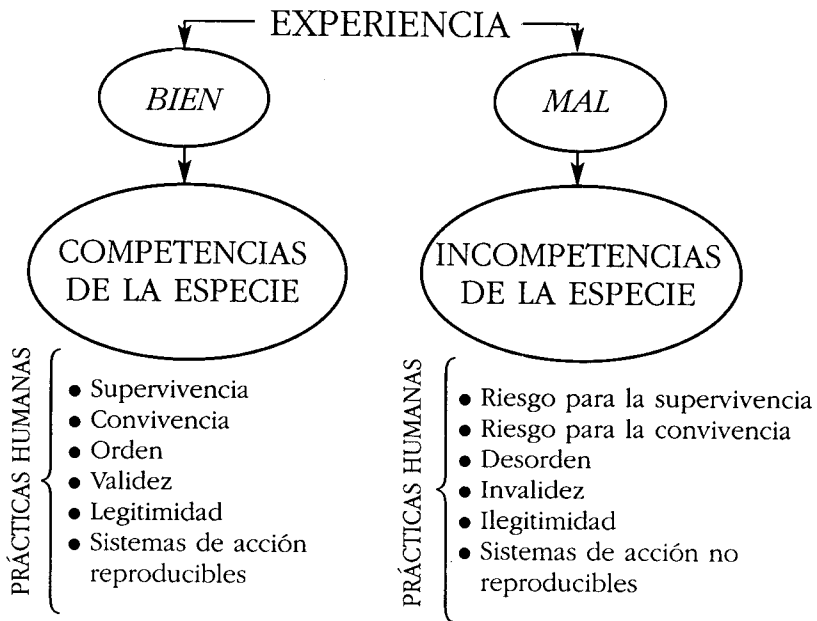 EXPERIENCIA
BIEN
COMPETENCIAS
DE LA ESPECIE
PRÁCTICAS HUMANAS
● Supervivencia
● Convivencia
● Orden
● Validez
● Legitimidad
● Sistemas de acción
reproducibles
MAL
INCOMPETENCIAS
DE LA ESPECIE
PRÁCTICAS HUMANAS
● Riesgo para la supervivencia
● Riesgo para la convivencia
● Desorden
● Invalidez
● Ilegitimidad
● Sistemas de acción no
reproducibles